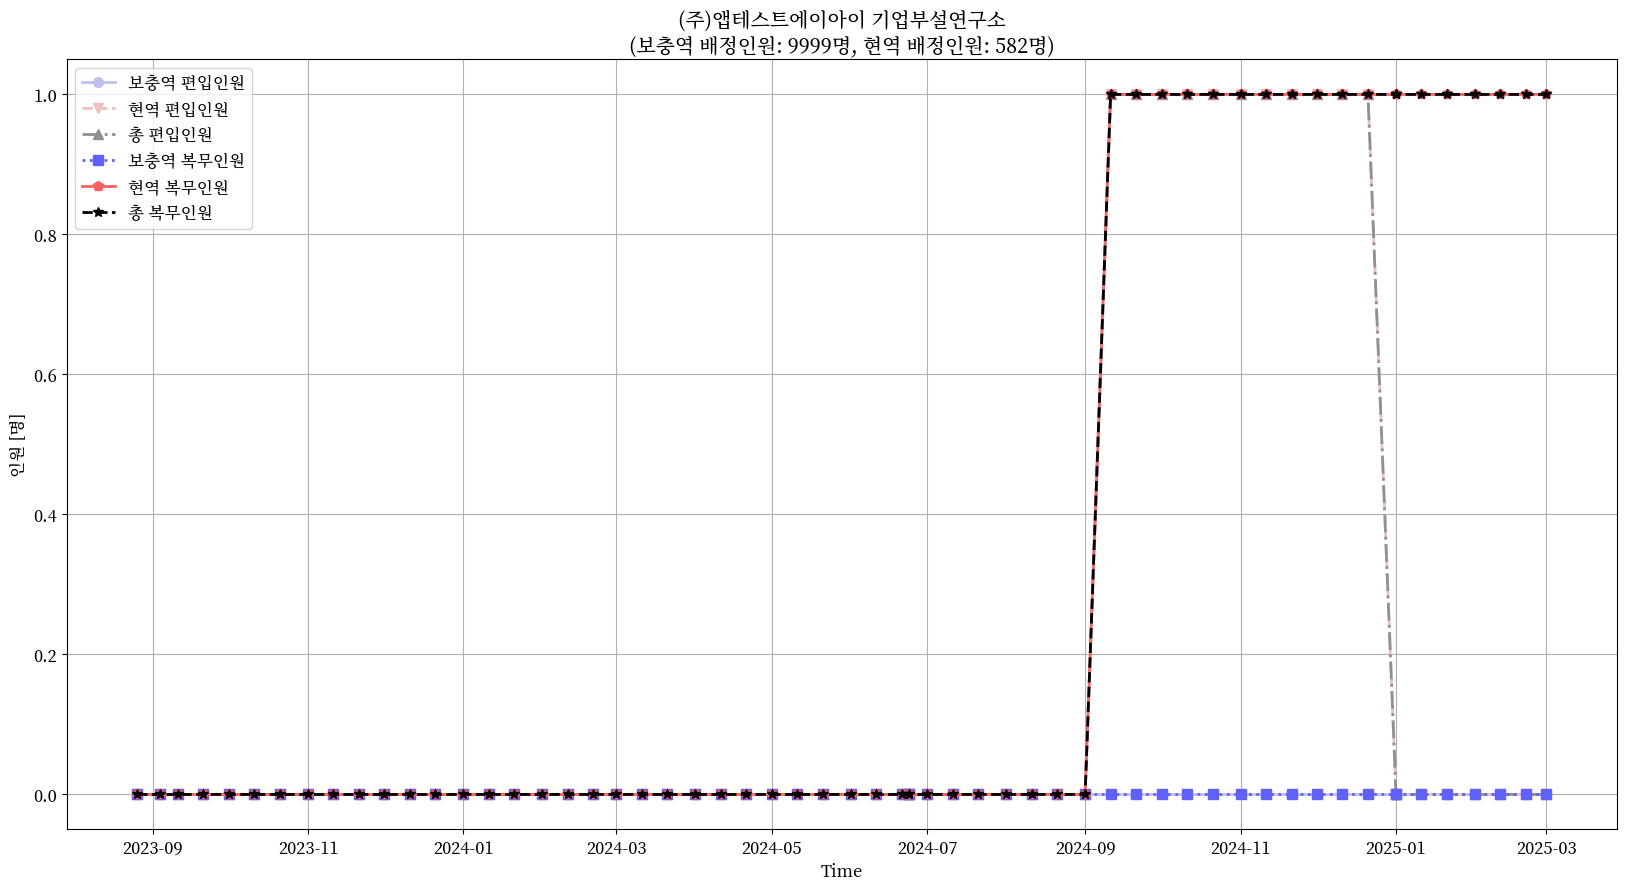 (주)앱테스트에이아이 기업부설연구소
(보충역 배정인원: 9999명, 현역 배정인원: 582명)
보충역 편입인원
현역 편입인원
총 편입인원
보충역 복무인원
현역 복무인원
총 복무인원
인원 [명]
1.0
0.8
0.6
0.4
0.2
0.0
2023-09 2023-11 2024-01 2024-03 2024-05 2024-07 2024-09 2024-11 2025-01 2025-03
Time